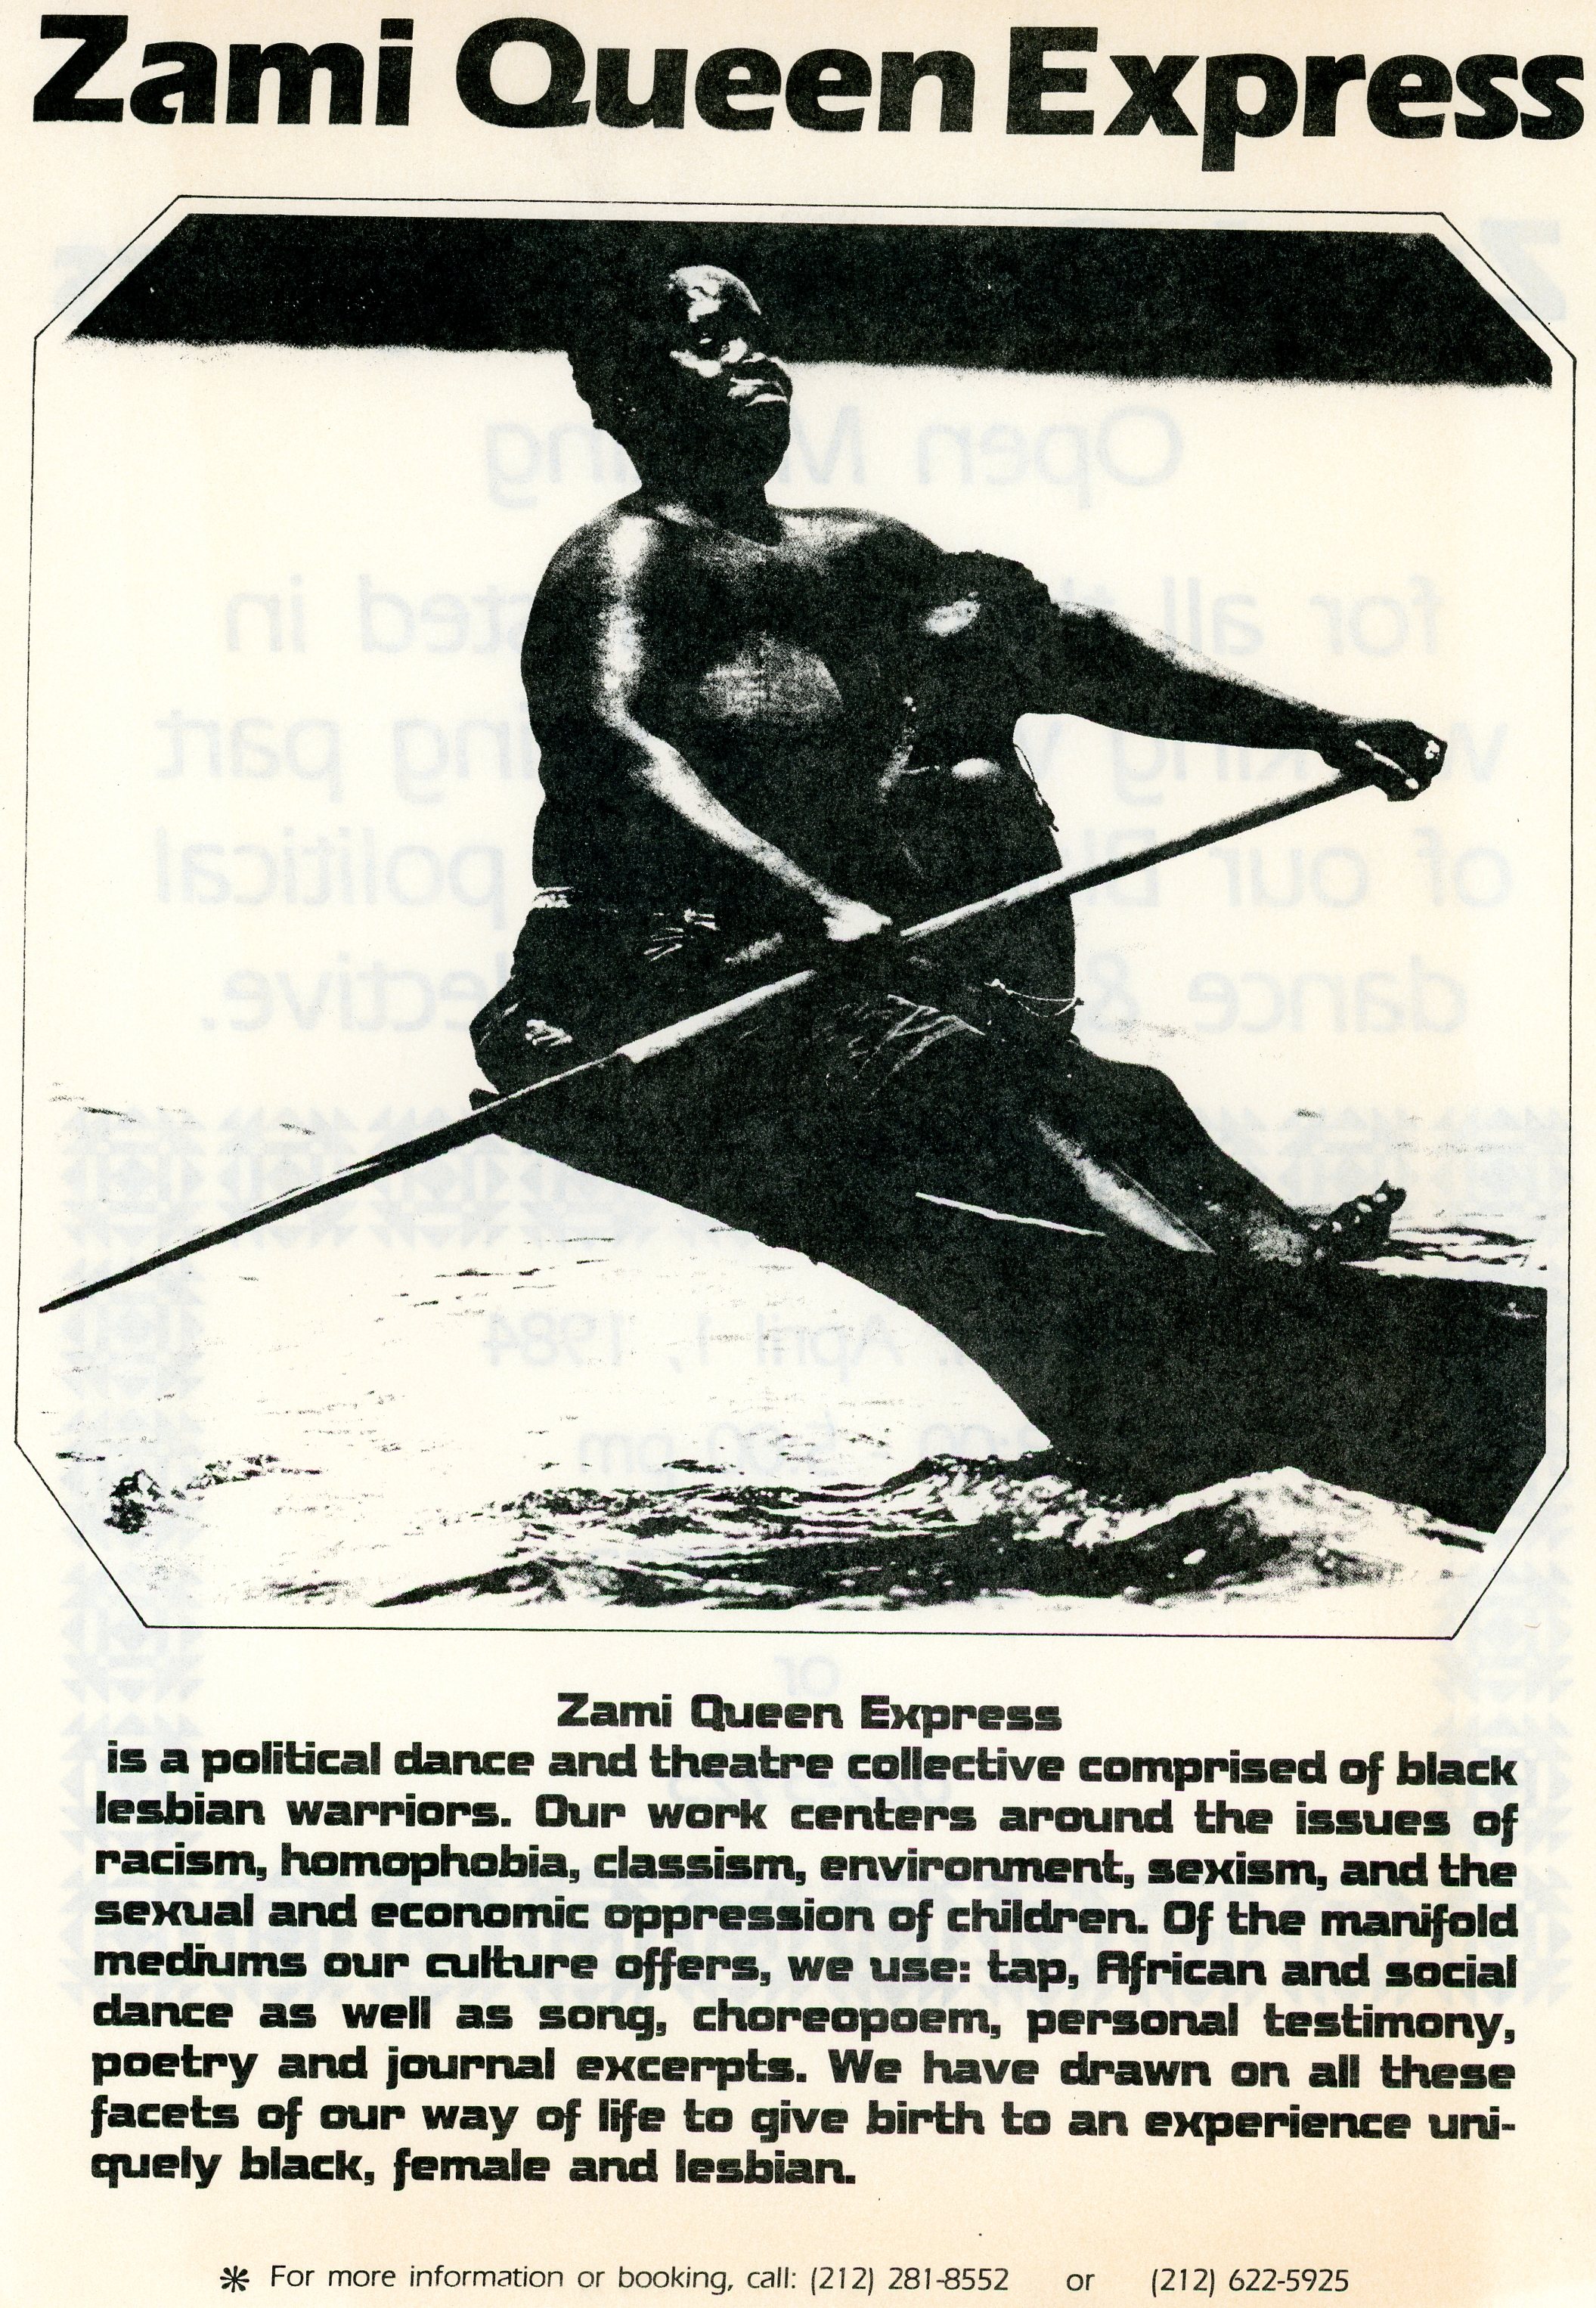 Zami Queen Express
Zami Queen Express
is a political dance and theatre collective comprised of black
lesbian warriors. Our work centers around the issues of
racism, homophobia, classism, environment, sexism, and the
sexual and economic oppression of children. Of the manifold
mediums our culture offers, we use: tap, African and social
dance as well as song, choreopoem, personal testimony,
poetry and journal excerpts. We have drawn on all these
facets of our way of life to give birth to an experience uni-
quely black, female and lesbian.
* For more information or booking, call: (212) 281-8552 or (212) 622-5925